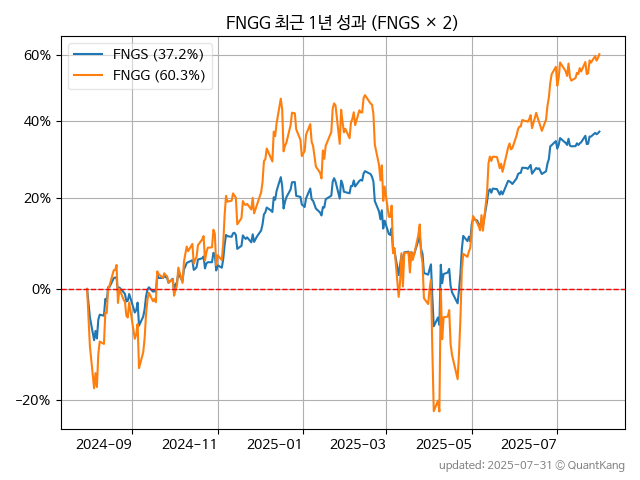 FNGG 최근 1년 성과 (FNGS × 2)
FNGS (37.2%)
FNGG (60.3%)
60%
40%
20%
0%
−20%
2024−09
2024−11
2025−01
2025−03
2025−05
2025−07
updated: 2025-07-31 © QuantKang